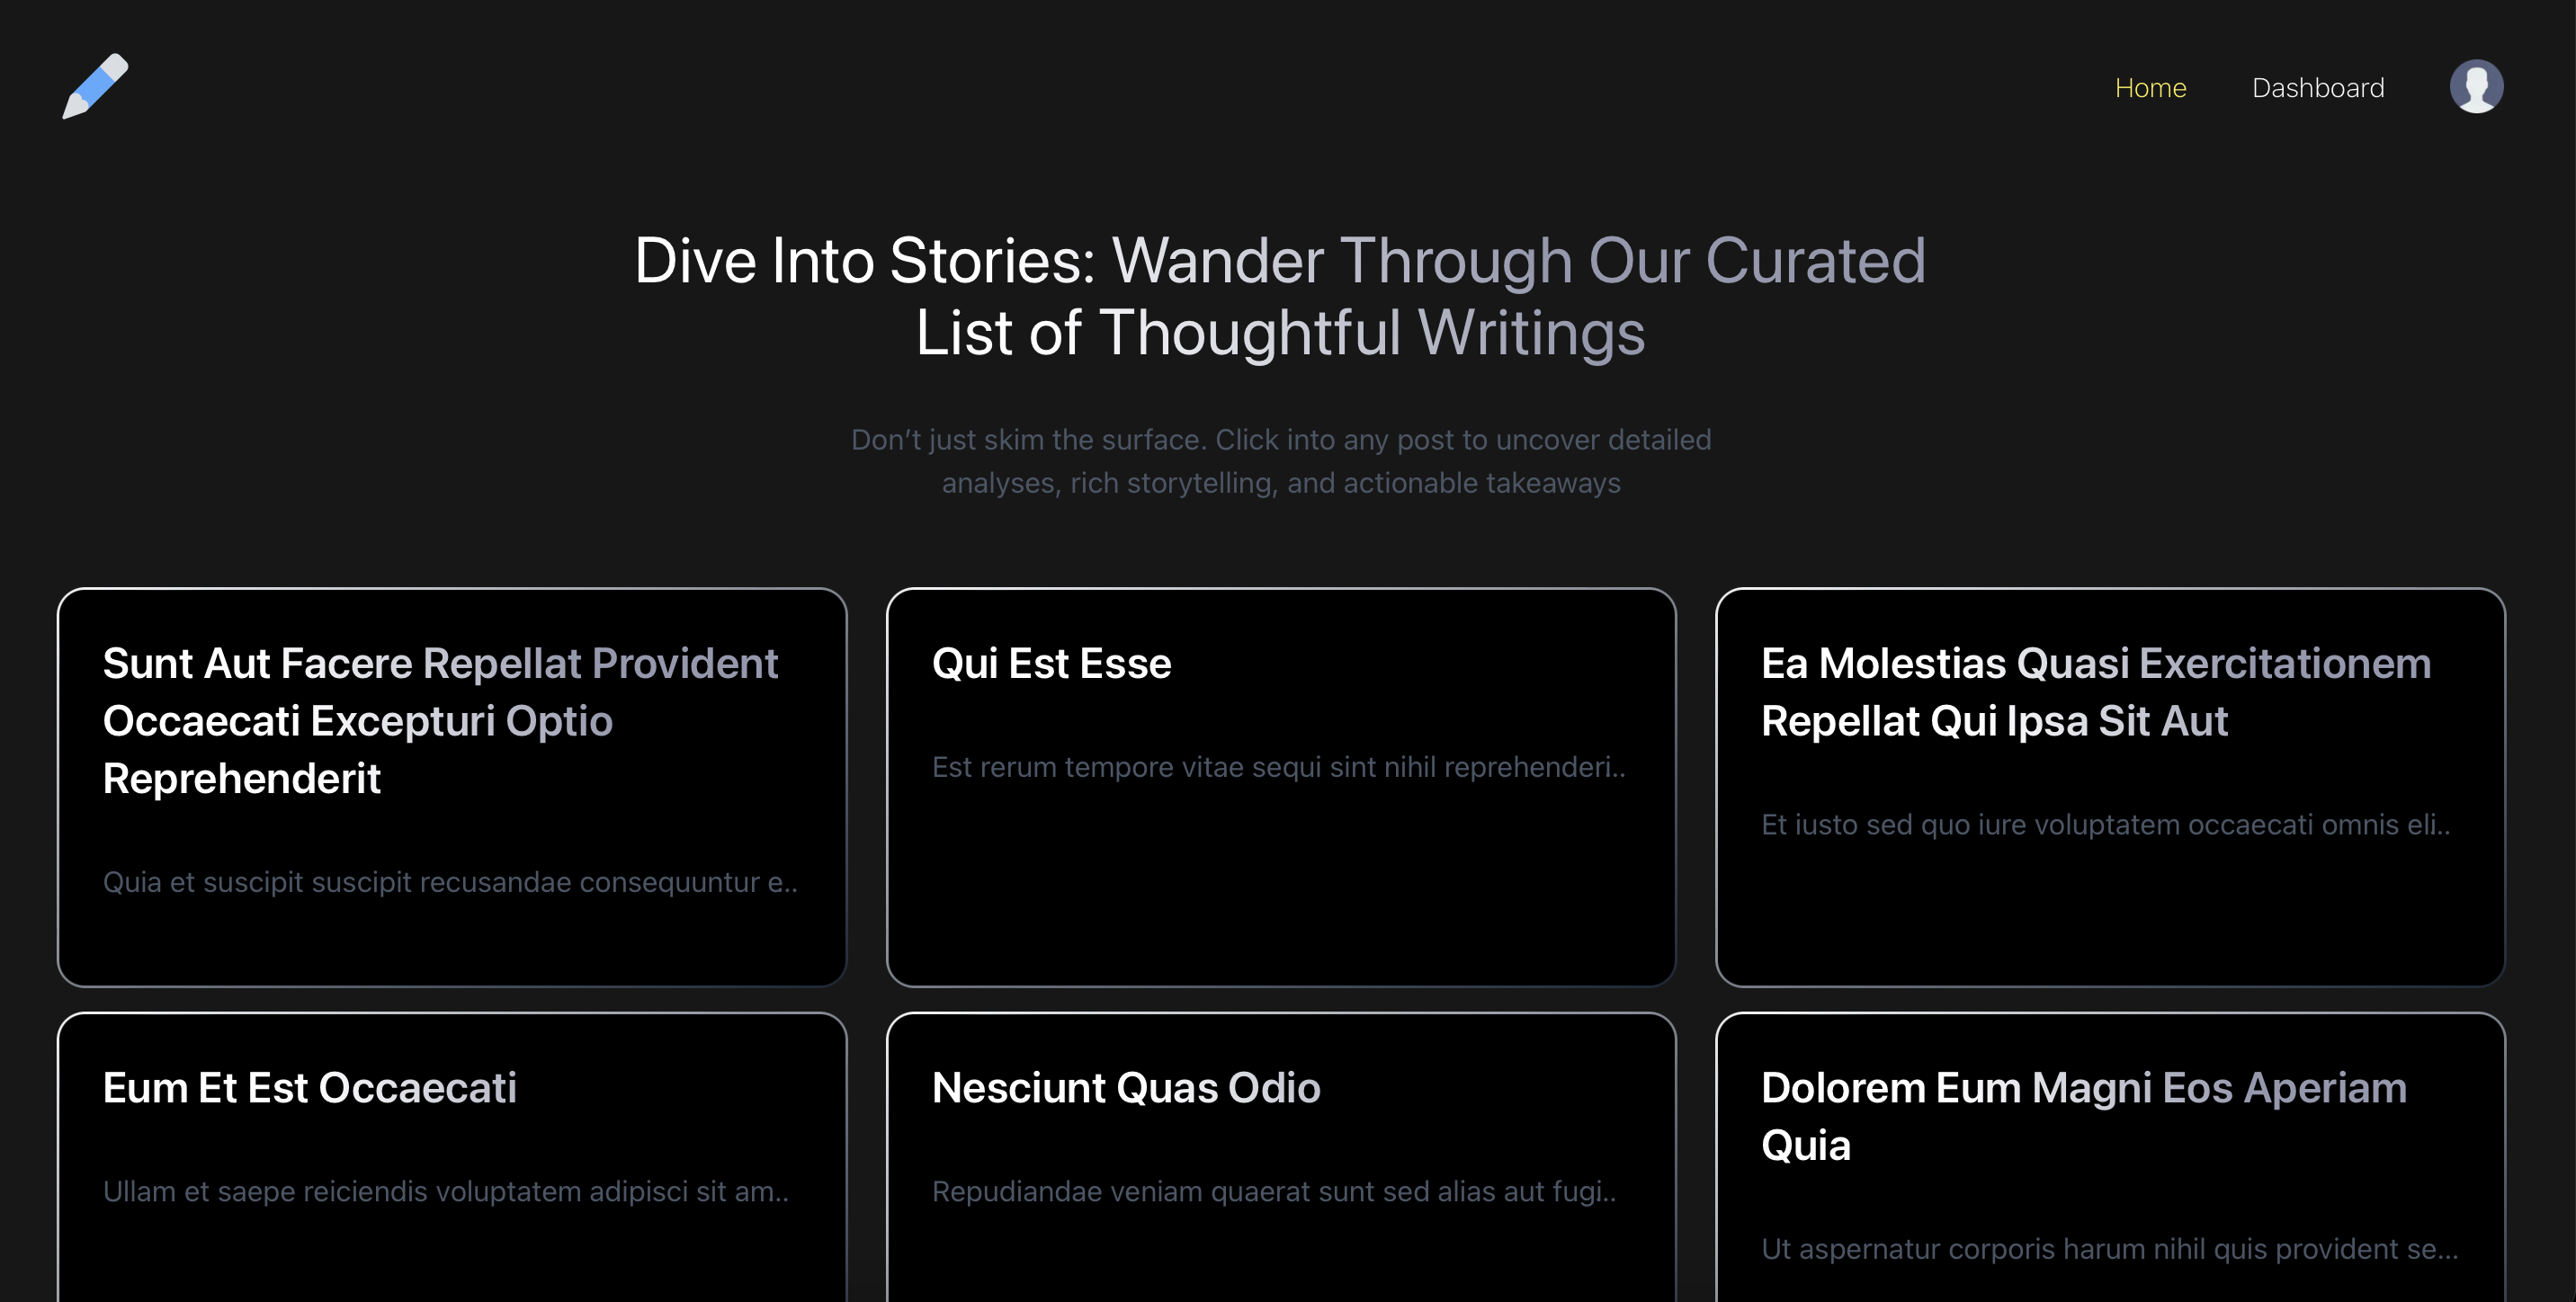 Home
Dashboard
Dive Into Stories: Wander Through Our Curated
List of Thoughtful Writings
Don’t just skim the surface. Click into any post to uncover detailed
analyses, rich storytelling, and actionable takeaways
Sunt Aut Facere Repellat Provident
Occaecati Excepturi Optio
Reprehenderit
Quia et suscipit suscipit recusandae consequuntur e..
Qui Est Esse
Est rerum tempore vitae sequi sint nihil reprehenderi..
Ea Molestias Quasi Exercitationem
Repellat Qui Ipsa Sit Aut
Et iusto sed quo iure voluptatem occaecati omnis eli..
Eum Et Est Occaecati
Ullam et saepe reiciendis voluptatem adipisci sit am..
Nesciunt Quas Odio
Repudiandae veniam quaerat sunt sed alias aut fugi..
Dolorem Eum Magni Eos Aperiam
Quia
Ut aspernatur corporis harum nihil quis provident se...